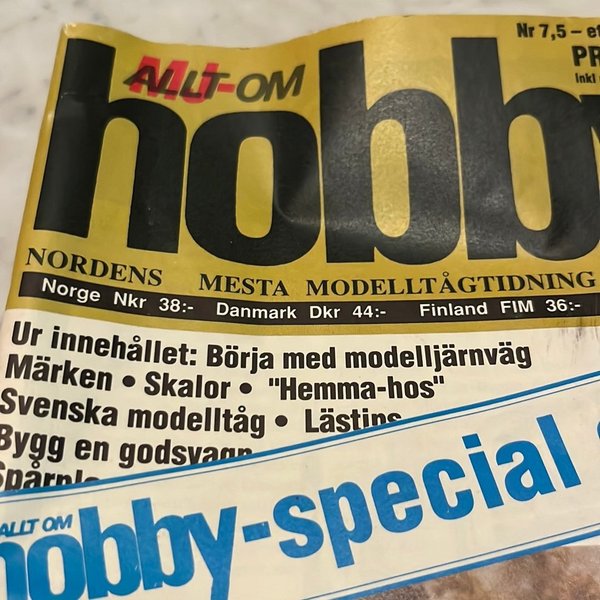 Nr 7,5 – et
PR
Inkl
MJ-
ALLT OM
hobby
NORDENS MESTA MODELLTÅGTIDNING
Norge Nkr 38:- Danmark Dkr 44:- Finland FIM 36:-
Ur innehållet: Börja med modelljärnväg
Märken • Skalor • "Hemma-hos"
Svenska modelltåg • Lästips
Bygg en godsvagn
ALLT OM
hobby-special